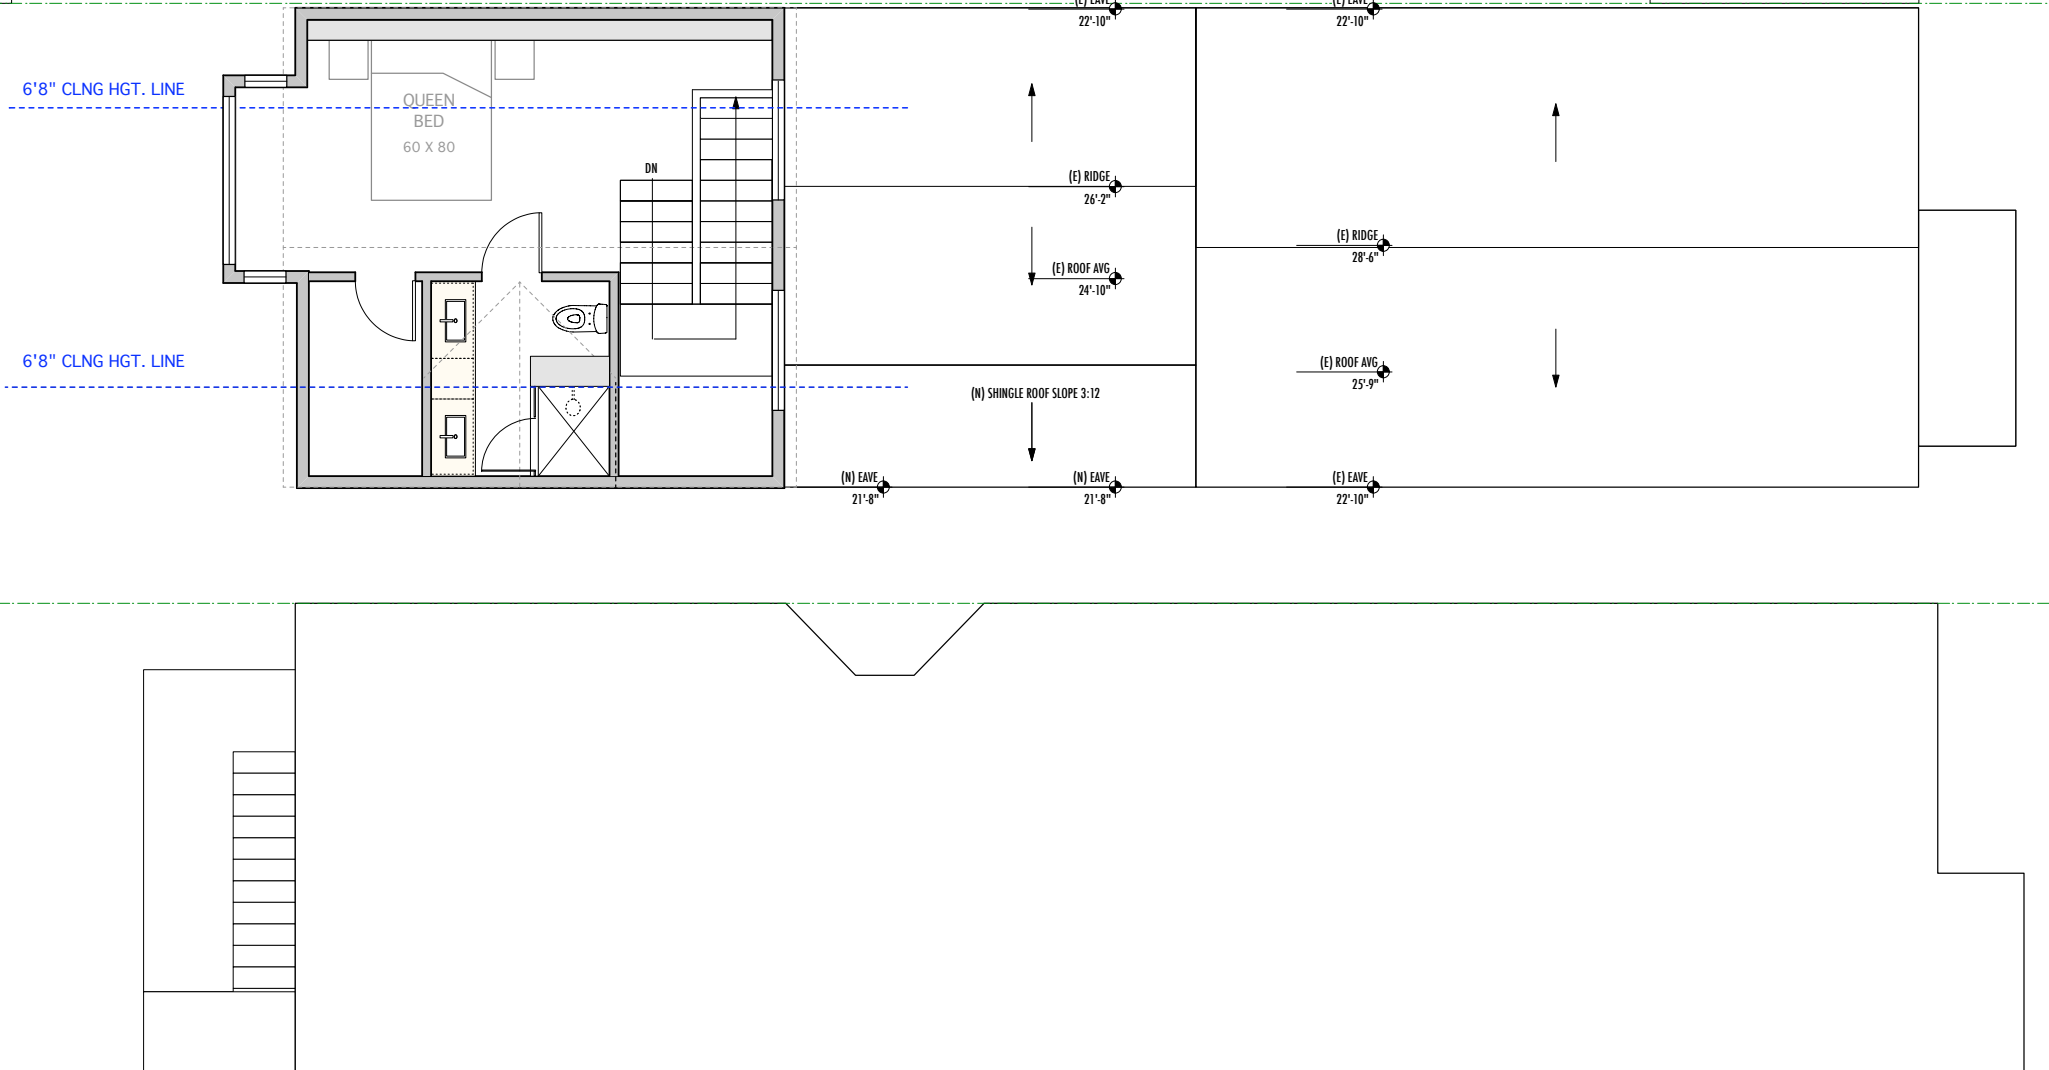 (E) EAVE
22'-10"
(E) EAVE
22'-10"
6'8" CLNG HGT. LINE
QUEEN
BED
60 X 80
DN
(E) RIDGE
26'-2"
(E) RIDGE
28'-6"
(E) ROOF AVG
24'-10"
6'8" CLNG HGT. LINE
(E) ROOF AVG
25'-9"
(N) SHINGLE ROOF SLOPE 3:12
(N) EAVE
21'-8"
(N) EAVE
21'-8"
(E) EAVE
22'-10"